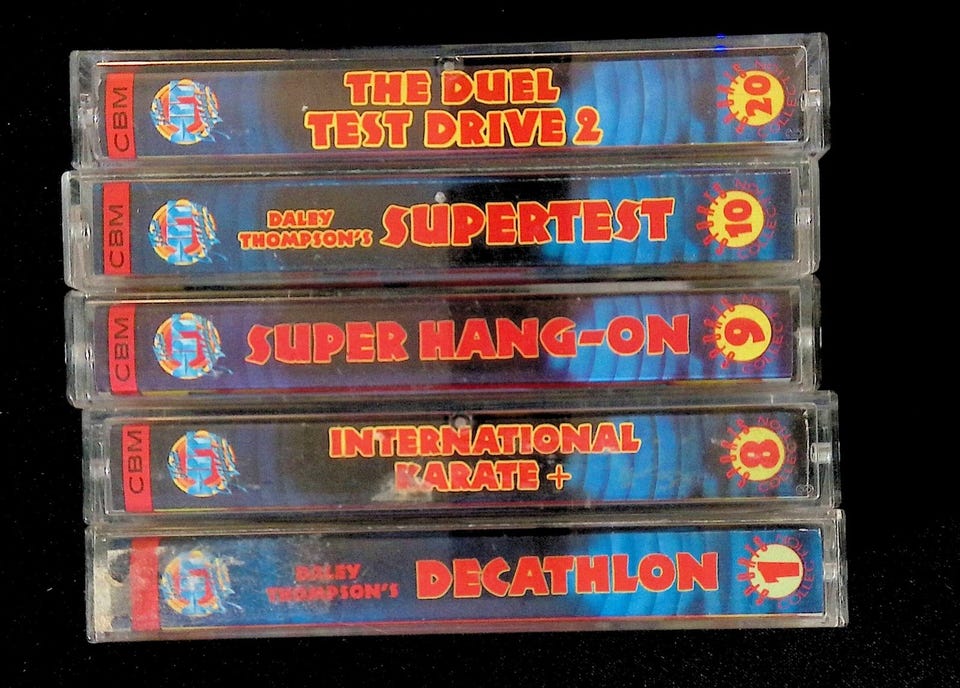 CBM
THE DUEL
TEST DRIVE 2
20
CBM
DALEY
THOMPSON'S
SUPERTEST
10
CBM
SUPER HANG-ON
9
CBM
INTERNATIONAL
KARATE +
8
DALEY
THOMPSON'S
DECATHLON
1